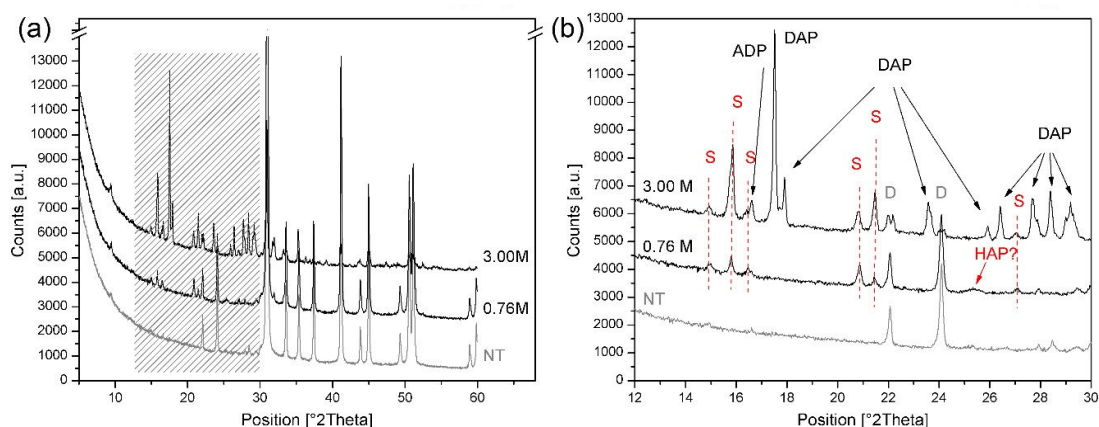 (a)
13000
12000
11000
10000
9000
8000
7000
6000
5000
4000
3000
2000
1000
0
Counts [a.u.]
3.00M
0.76M
NT
10 20 30 40 50 60
Position [°2Theta]
(b)
13000
12000
11000
10000
9000
8000
7000
6000
5000
4000
3000
2000
1000
0
Counts [a.u.]
ADP DAP
DAP
DAP
S
S
S
S
S
S
D D
3.00 M
0.76 M
HAP?
NT
12 14 16 18 20 22 24 26 28 30
Position [°2Theta]